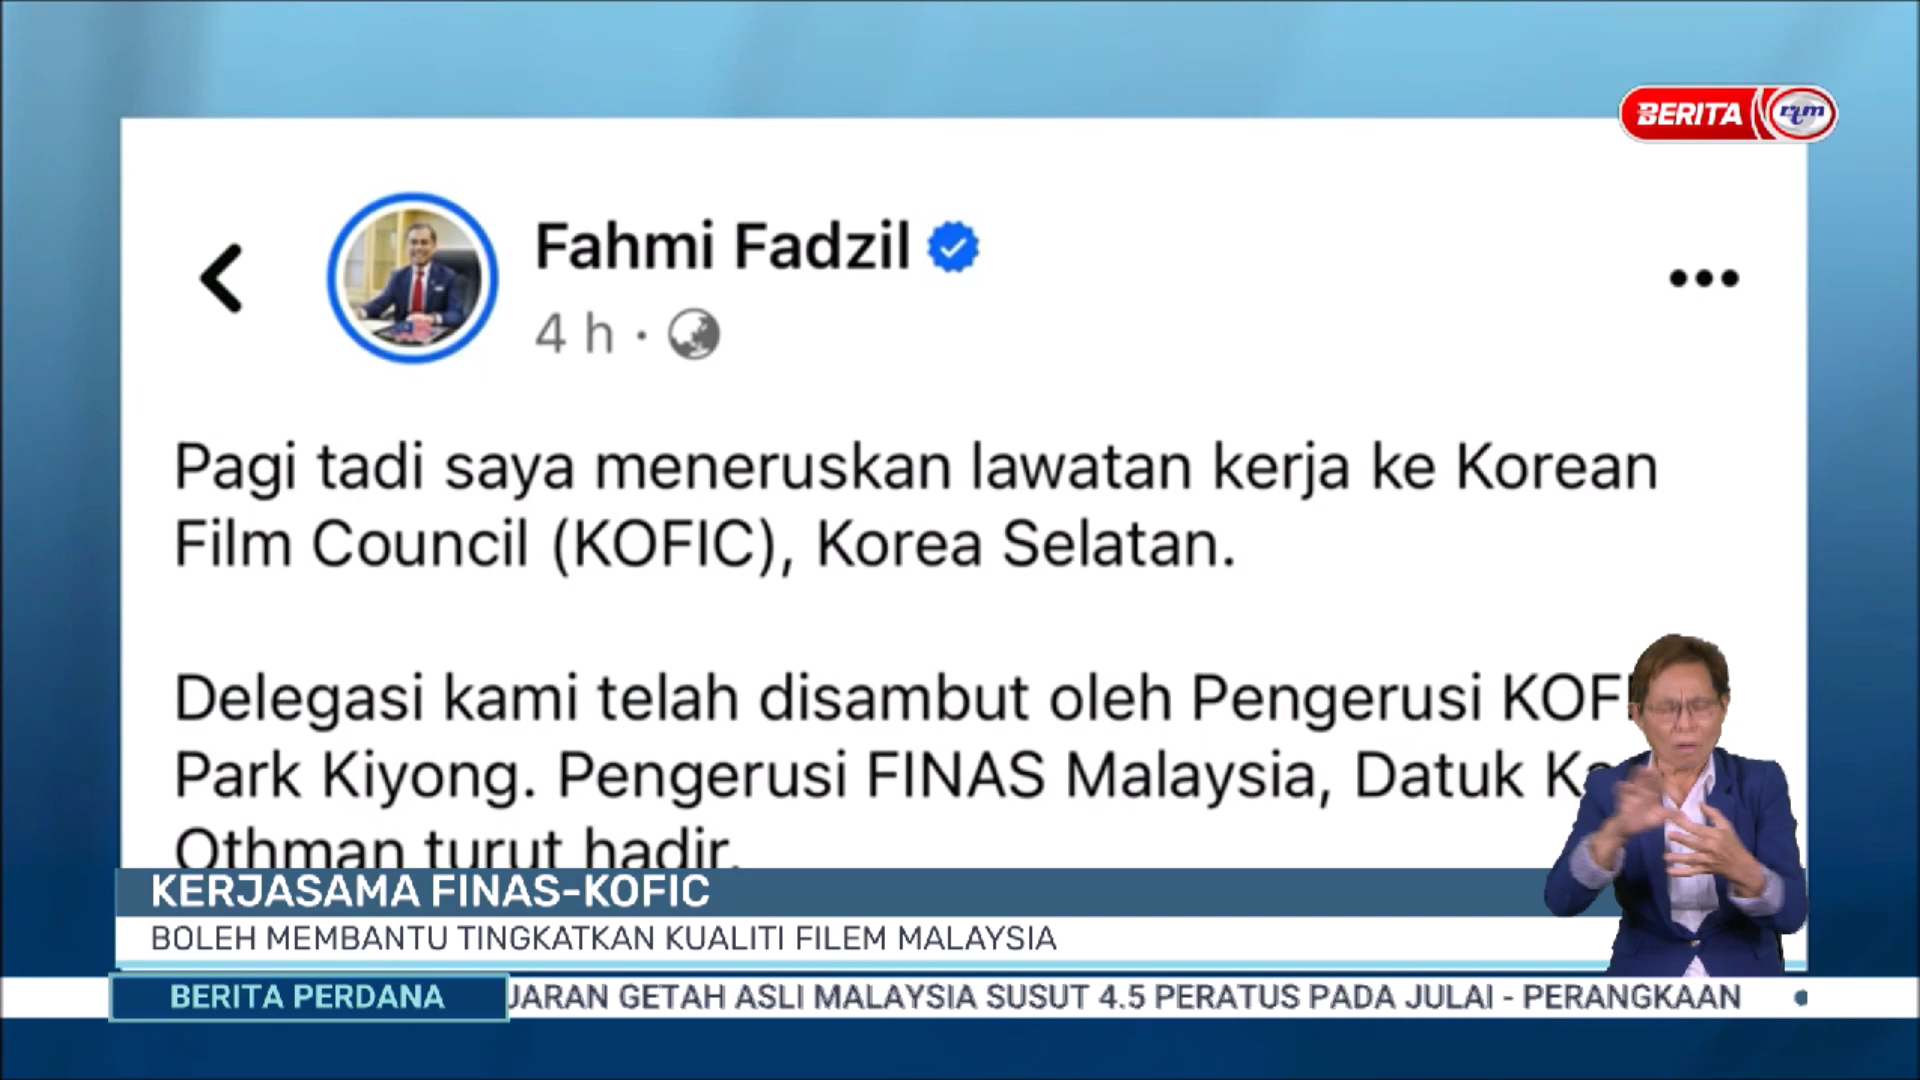 BERITA rtm
Fahmi Fadzil
4 h ·
Pagi tadi saya meneruskan lawatan kerja ke Korean
Film Council (KOFIC), Korea Selatan.
Delegasi kami telah disambut oleh Pengerusi
Park Kiyong. Pengerusi FINAS Malaysia, Datuk
Othman turut hadir.
KERJASAMA FINAS-KOFIC
BOLEH MEMBANTU TINGKATKAN KUALITI FILEM MALAYSIA
BERITA PERDANA
GETAH ASLI MALAYSIA SUSUT 4.5 PERATUS PADA JULAI - PERANGKAAN